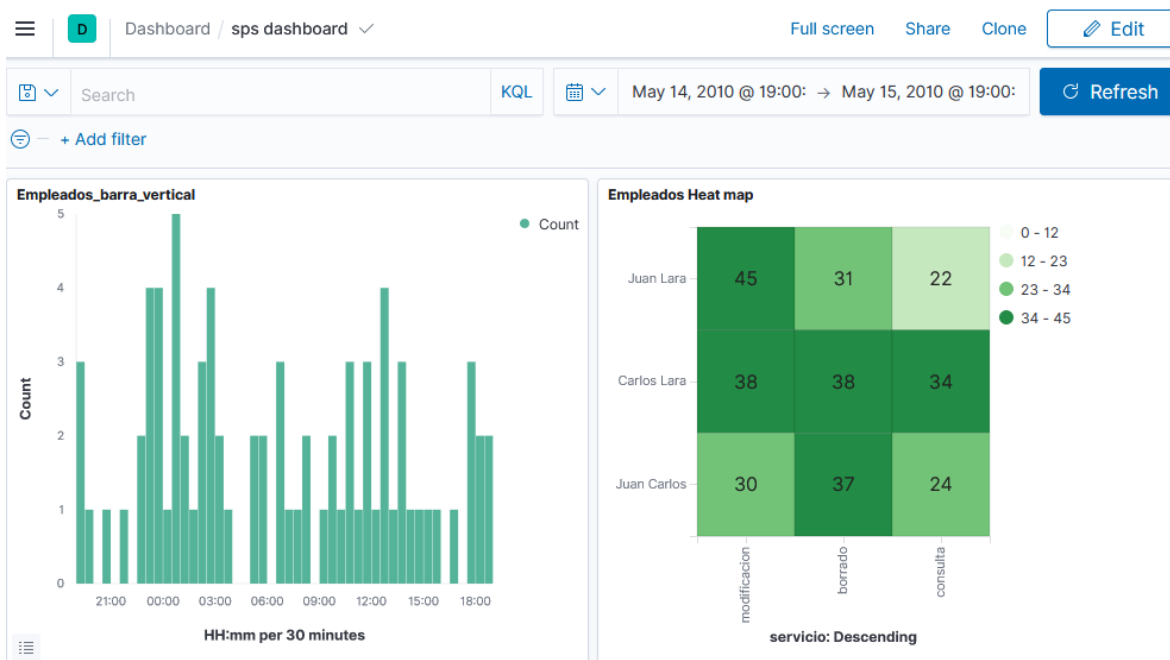 D Dashboard / sps dashboard Full screen Share Clone Edit
Search KQL May 14, 2010 @ 19:00: → May 15, 2010 @ 19:00: Refresh
+ Add filter
Empleados_barra_vertical
5
4
3
2
1
0
Count
21:00 00:00 03:00 06:00 09:00 12:00 15:00 18:00
HH:mm per 30 minutes
Count
Empleados Heat map
Juan Lara 45 31 22
Carlos Lara 38 38 34
Juan Carlos 30 37 24
modificacion borrado consulta
servicio: Descending
0 - 12
12 - 23
23 - 34
34 - 45